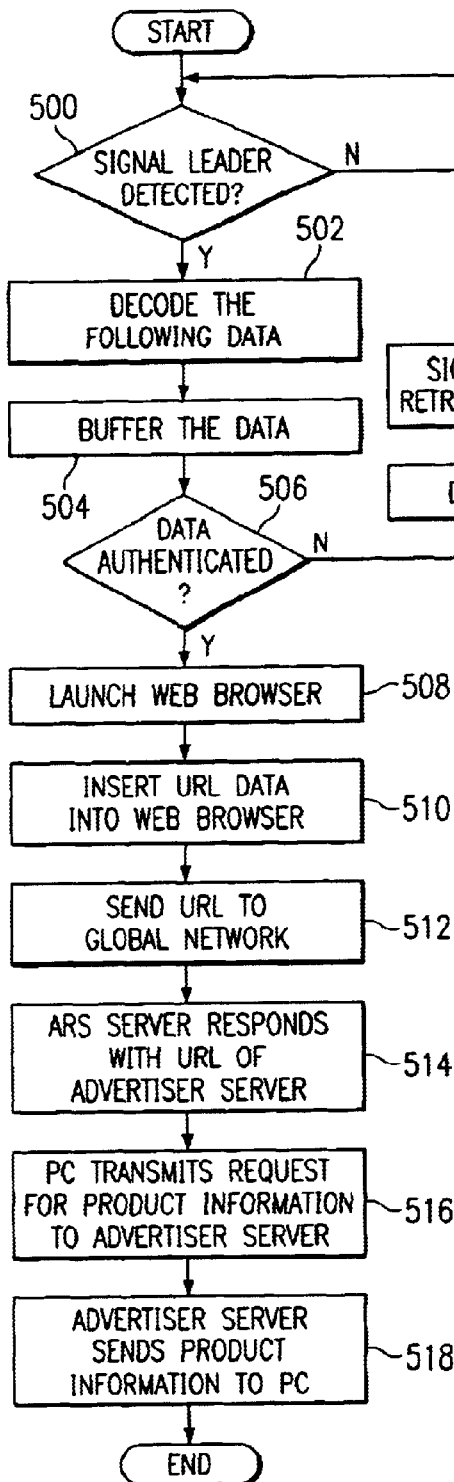 START
500
SIGNAL LEADER
DETECTED?
N
Y
502
DECODE THE
FOLLOWING DATA
BUFFER THE DATA
504
506
DATA
AUTHENTICATED
?
N
Y
LAUNCH WEB BROWSER
508
INSERT URL DATA
INTO WEB BROWSER
510
SEND URL TO
GLOBAL NETWORK
512
ARS SERVER RESPONDS
WITH URL OF
ADVERTISER SERVER
514
PC TRANSMITS REQUEST
FOR PRODUCT INFORMATION
TO ADVERTISER SERVER
516
ADVERTISER SERVER
SENDS PRODUCT
INFORMATION TO PC
518
END